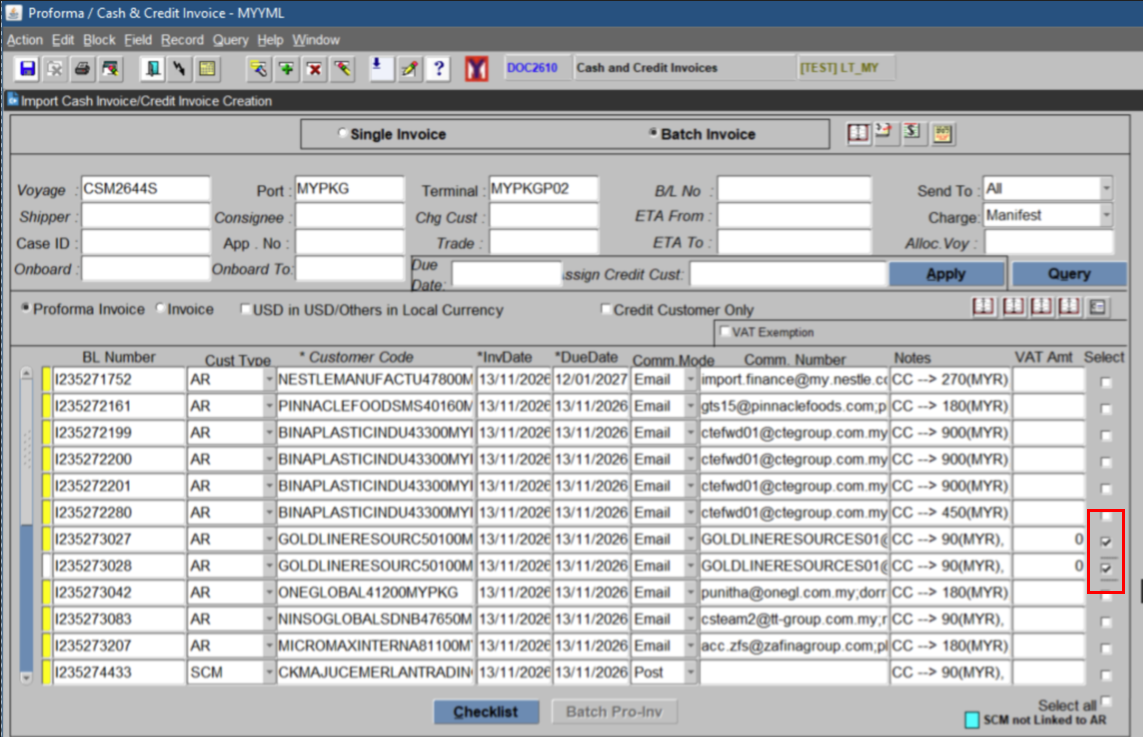 Proforma / Cash & Credit Invoice - MYYML
Action Edit Block Field Record Query Help Window
DOC2610 Cash and Credit Invoices [TEST] LT_MY
Import Cash Invoice/Credit Invoice Creation
Single Invoice Batch Invoice
Voyage : CSM2644S Port : MYPKG Terminal : MYPKGP02 B/L No : Send To : All
Shipper : Consignee : Chg Cust : ETA From : Charge: Manifest
Case ID : App . No : Trade : ETA To : Alloc.Voy :
Onboard : Onboard To: Due Date: ssign Credit Cust: Apply Query
Proforma Invoice Invoice USD in USD/Others in Local Currency Credit Customer Only
VAT Exemption
BL Number Cust Type * Customer Code *InvDate *DueDate Comm.Mode Comm. Number Notes VAT Amt Select
I235271752 AR NESTLEMANUFACTU47800M 13/11/2026 12/01/2027 Email import.finance@my.nestle.cc CC --> 270(MYR)
I235272161 AR PINNACLEFOODSMS40160M 13/11/2026 13/11/2026 Email gts15@pinnaclefoods.com;p CC --> 180(MYR)
I235272199 AR BINAPLASTICINDU43300MYI 13/11/2026 13/11/2026 Email ctefwd01@ctegroup.com.my CC --> 900(MYR)
I235272200 AR BINAPLASTICINDU43300MYI 13/11/2026 13/11/2026 Email ctefwd01@ctegroup.com.my CC --> 900(MYR)
I235272201 AR BINAPLASTICINDU43300MYI 13/11/2026 13/11/2026 Email ctefwd01@ctegroup.com.my CC --> 900(MYR)
I235272280 AR BINAPLASTICINDU43300MYI 13/11/2026 13/11/2026 Email ctefwd01@ctegroup.com.my CC --> 450(MYR)
I235273027 AR GOLDLINERESOURC50100M 13/11/2026 13/11/2026 Email GOLDLINERESOURCES01@ CC --> 90(MYR), 0
I235273028 AR GOLDLINERESOURC50100M 13/11/2026 13/11/2026 Email GOLDLINERESOURCES01@ CC --> 90(MYR), 0
I235273042 AR ONEGLOBAL41200MYPKG 13/11/2026 13/11/2026 Email punitha@onegl.com.my;dorr CC --> 180(MYR)
I235273083 AR NINSOGLOBALSDNB47650M 13/11/2026 13/11/2026 Email csteam2@tt-group.com.my;r CC --> 90(MYR),
I235273207 AR MICROMAXINTERNA81100M 13/11/2026 13/11/2026 Email acc.zfs@zafinagroup.com;pl CC --> 180(MYR)
I235274433 SCM CKMAJUCEMERLANTRADIN 13/11/2026 13/11/2026 Post CC --> 90(MYR),
Checklist Batch Pro-Inv Select all
SCM not Linked to AR